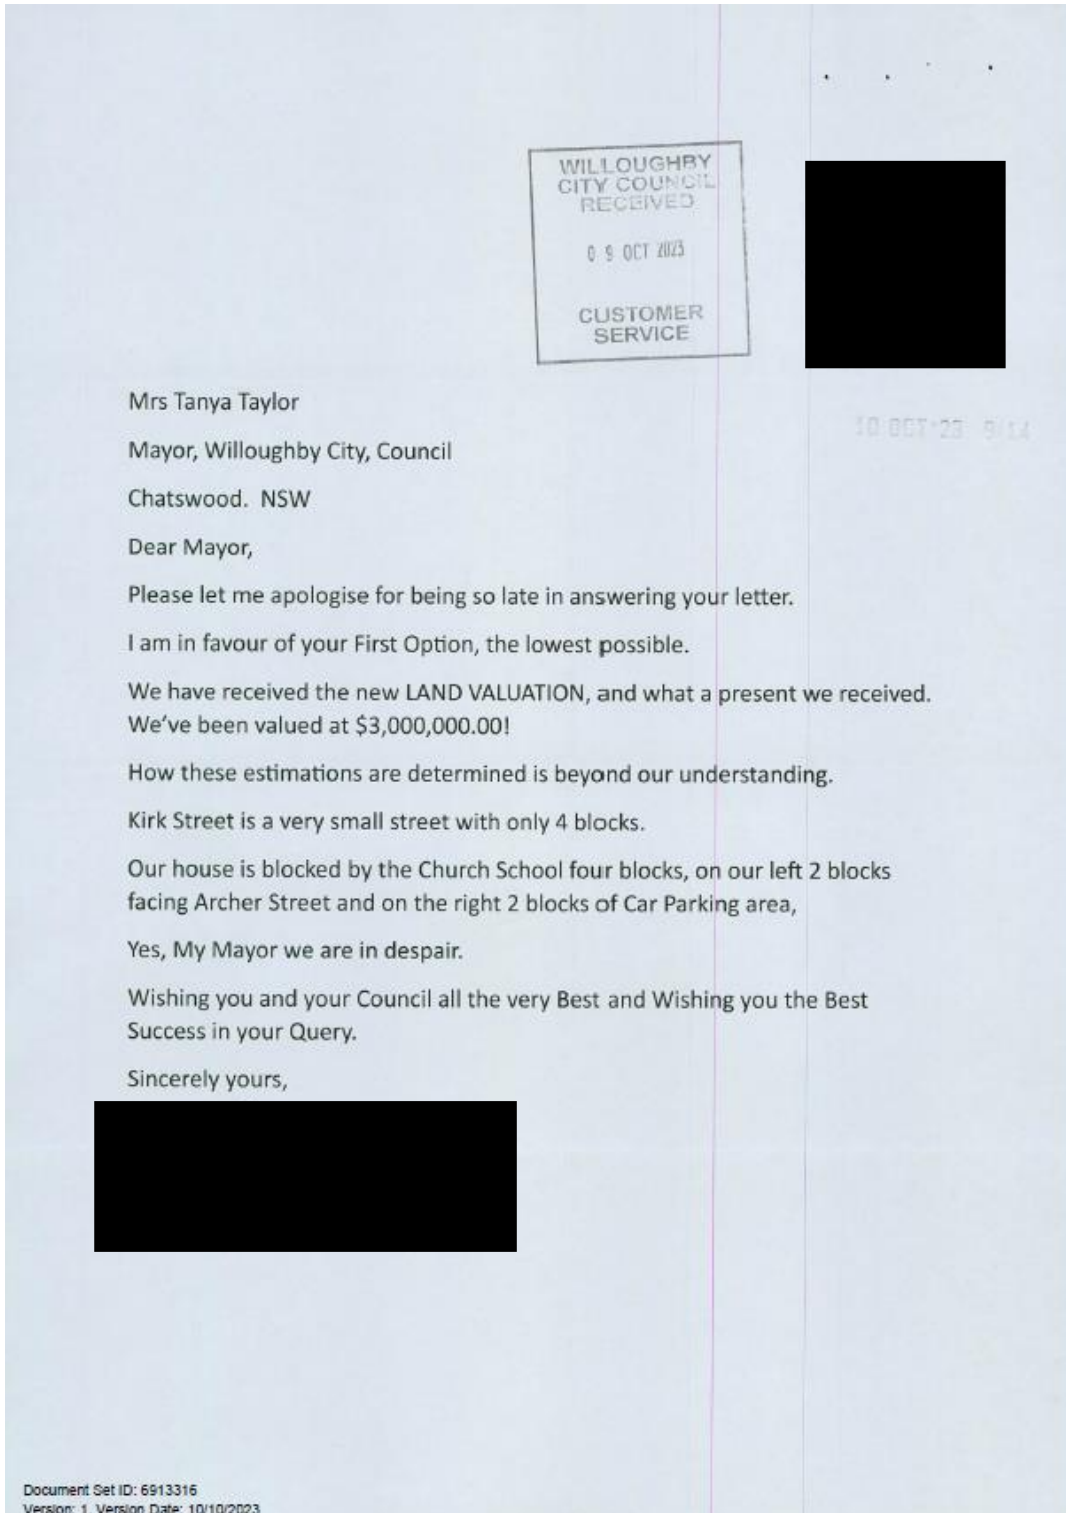 WILLOUGHBY
CITY COUNCIL
RECEIVED
0 9 OCT 2023
CUSTOMER
SERVICE
10 OCT '23 9:14
Mrs Tanya Taylor
Mayor, Willoughby City, Council
Chatswood.  NSW
Dear Mayor,
Please let me apologise for being so late in answering your letter.
I am in favour of your First Option, the lowest possible.
We have received the new LAND VALUATION, and what a present we received.
We've been valued at $3,000,000.00!
How these estimations are determined is beyond our understanding.
Kirk Street is a very small street with only 4 blocks.
Our house is blocked by the Church School four blocks, on our left 2 blocks
facing Archer Street and on the right 2 blocks of Car Parking area,
Yes, My Mayor we are in despair.
Wishing you and your Council all the very Best and Wishing you the Best
Success in your Query.
Sincerely yours,
Document Set ID: 6913316
Version: 1, Version Date: 10/10/2023